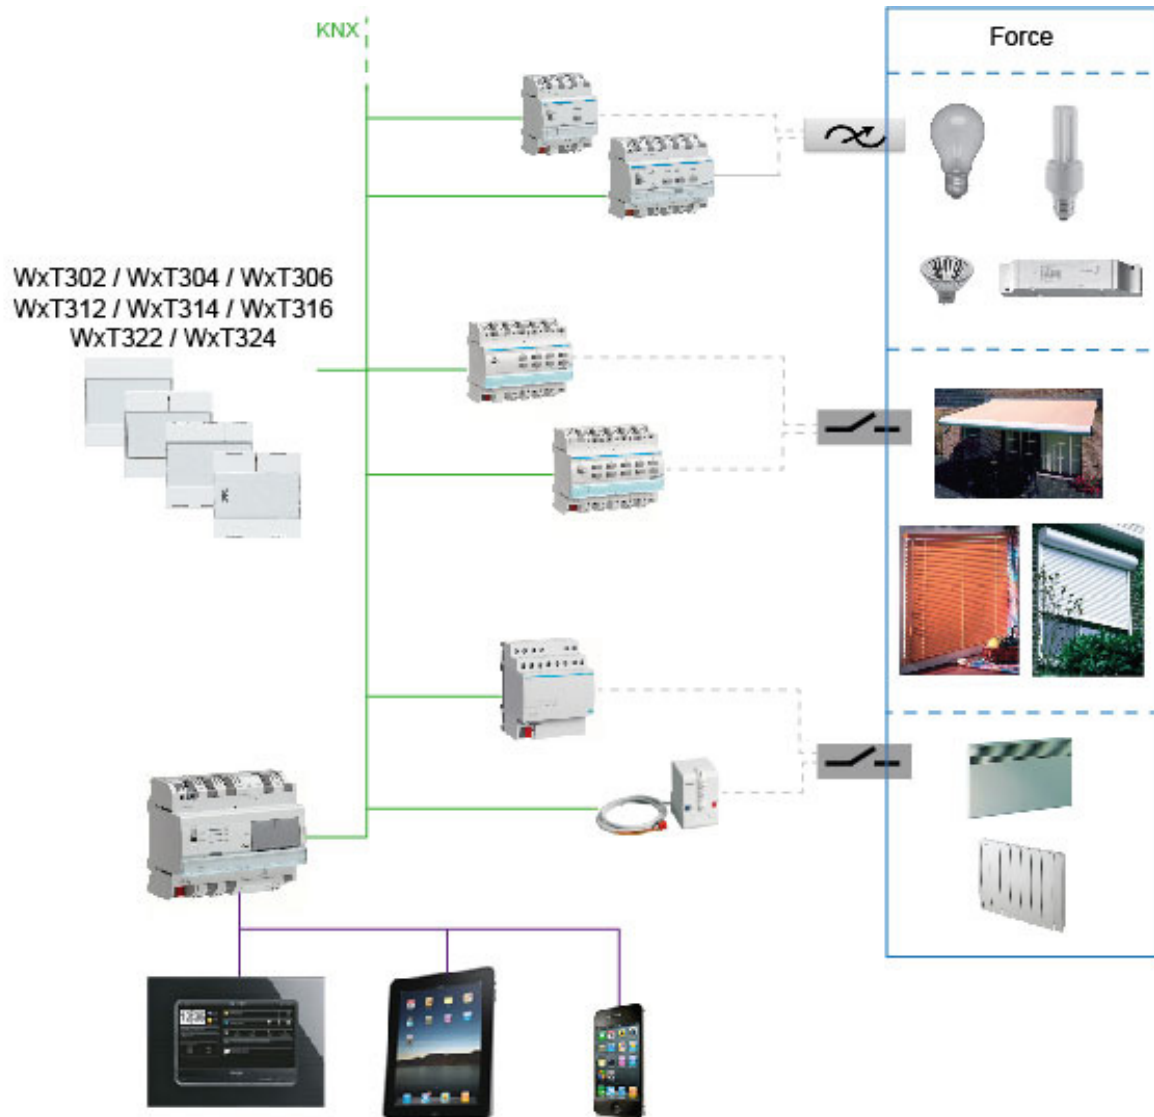 KNX
Force
WxT302 / WxT304 / WxT306
WxT312 / WxT314 / WxT316
WxT322 / WxT324